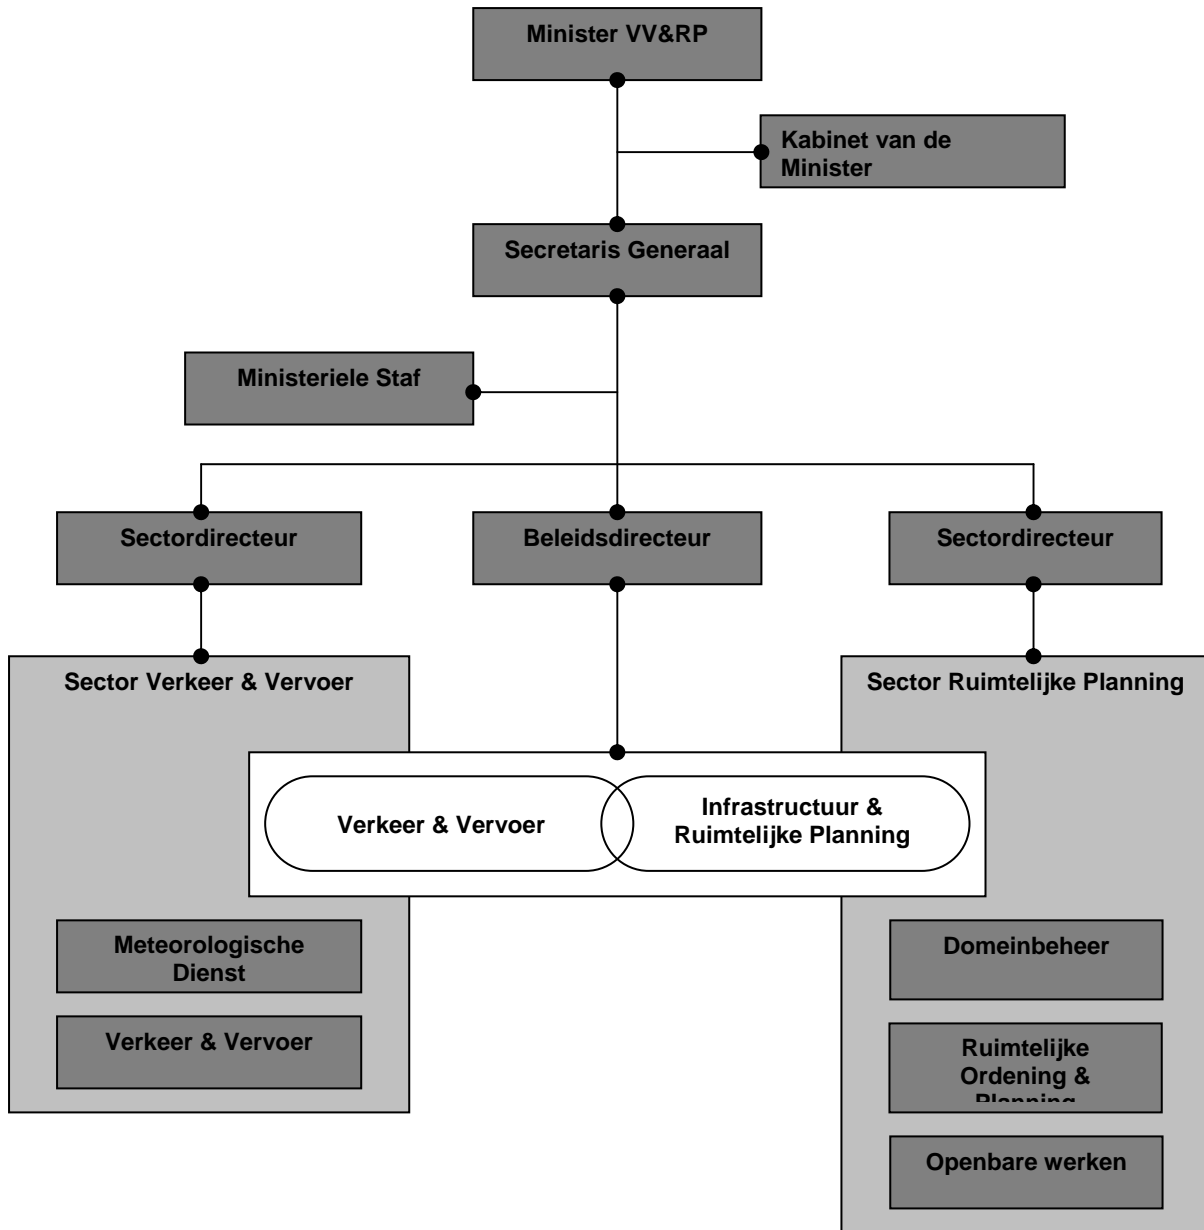 Minister VV&RP
Kabinet van de
Minister
Secretaris Generaal
Ministeriele Staf
Sectordirecteur
Beleidsdirecteur
Sectordirecteur
Sector Verkeer & Vervoer
Sector Ruimtelijke Planning
Verkeer & Vervoer
Infrastructuur &
Ruimtelijke Planning
Meteorologische
Dienst
Verkeer & Vervoer
Domeinbeheer
Ruimtelijke
Ordening &
Planning
Openbare werken